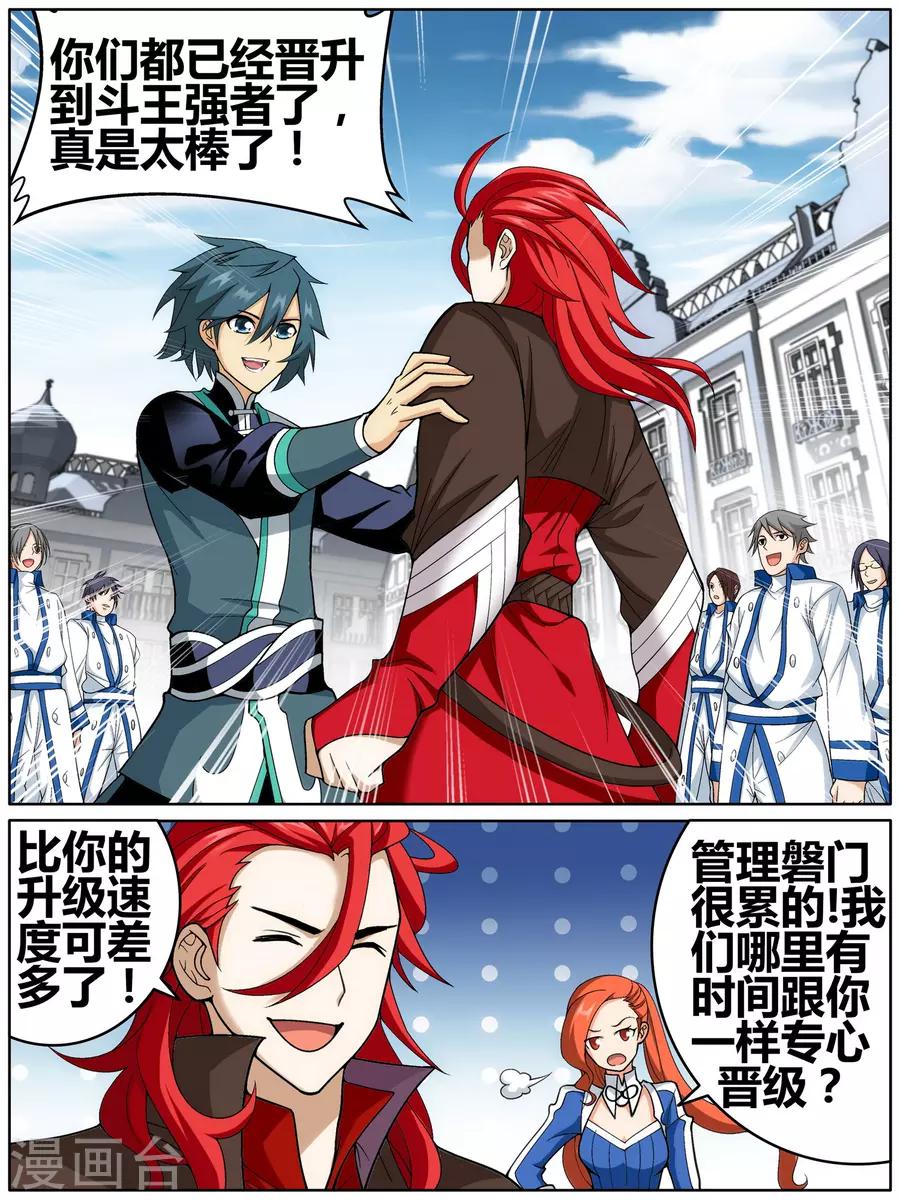 你们都已经晋升
到斗王强者了，
真是太棒了！
比你的
升级速
度可差
多了！
管理磐门
很累的!我
们哪里有
时间跟你
一样专心
晋级？
漫画台